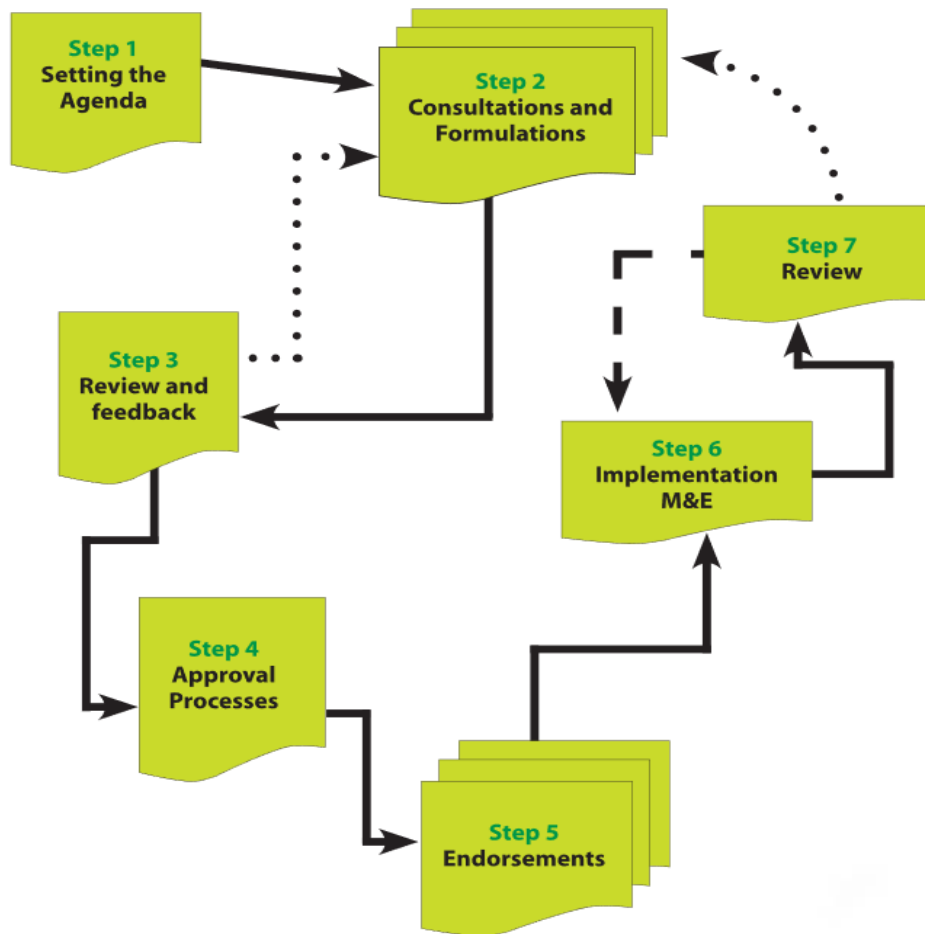 Step 1
Setting the
Agenda
Step 2
Consultations and
Formulations
Step 3
Review and
feedback
Step 4
Approval
Processes
Step 5
Endorsements
Step 6
Implementation
M&E
Step 7
Review